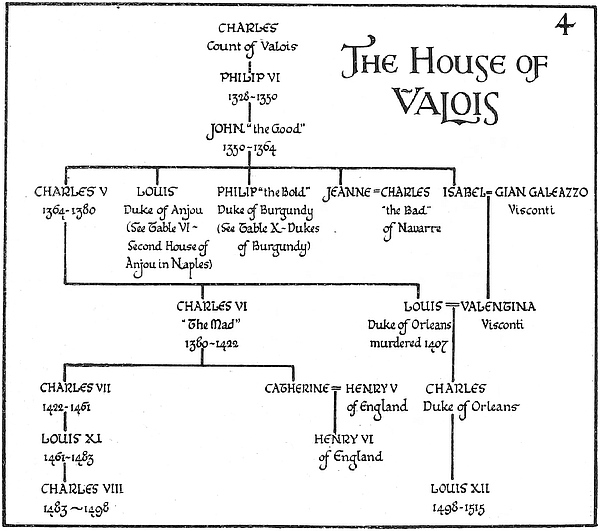 4
THE HOUSE OF
VALOIS
CHARLES
Count of Valois
PHILIP VI
1328-1350
JOHN "the Good"
1350-1364
CHARLES V
1364-1380
LOUIS
Duke of Anjou
(See Table VI-
Second House of
Anjou in Naples)
PHILIP "the Bold"
Duke of Burgundy
(See Table X-Dukes
of Burgundy)
JEANNE = CHARLES
"the Bad"
of Navarre
ISABEL = GIAN GALEAZZO
Visconti
CHARLES VI
"The Mad"
1380-1422
LOUIS = VALENTINA
Duke of Orleans
murdered 1407
Visconti
CHARLES VII
1422-1461
CATHERINE = HENRY V
of England
CHARLES
Duke of Orleans
LOUIS XI
1461-1483
HENRY VI
of England
CHARLES VIII
1483~1498
LOUIS XII
1498-1515